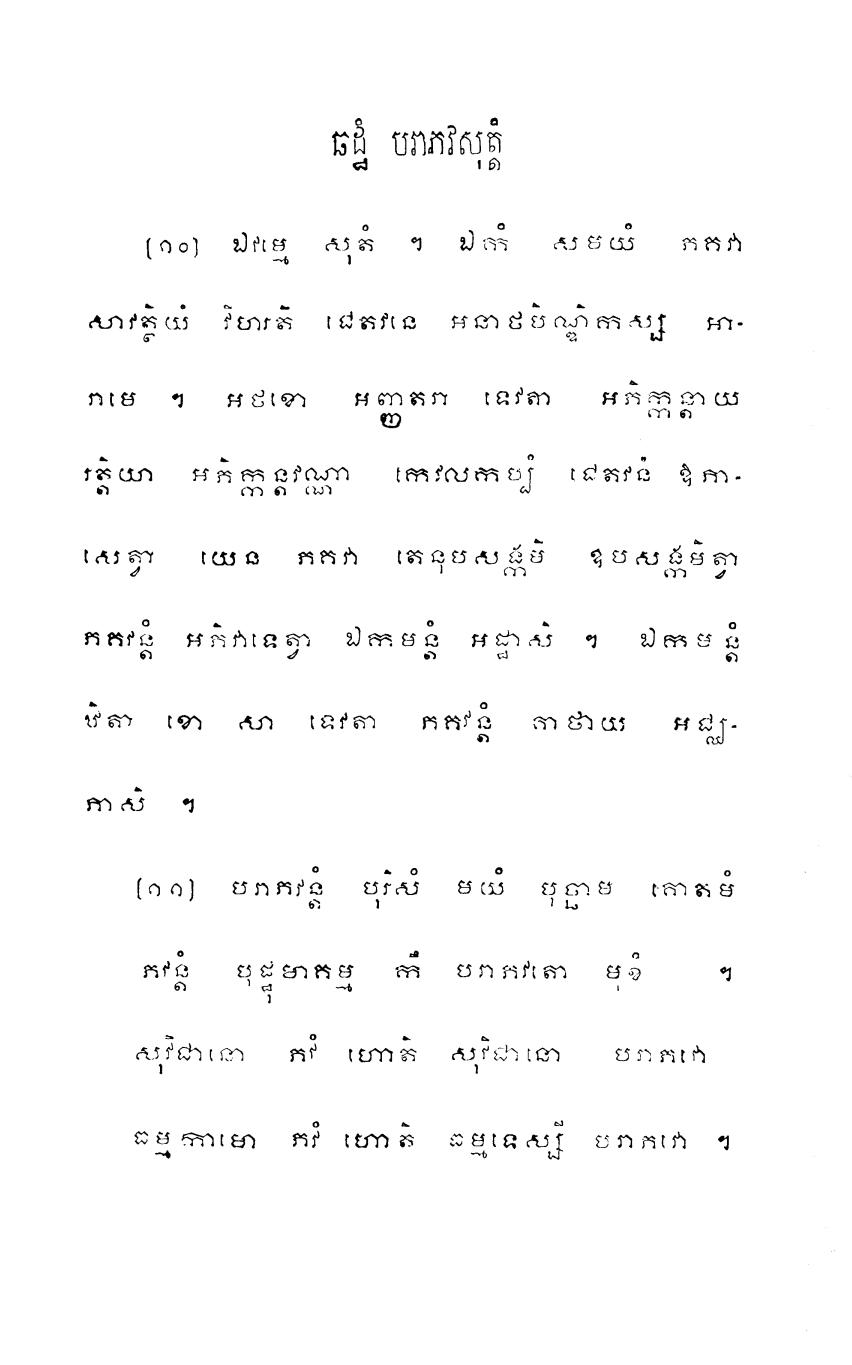 ឆដ្ឋំ បរាភវសុត្តំ
(១០) ឯវម្មេ សុតំ ។ ឯកំ សមយំ ភគវា
សាវត្ថិយំ វិហរតិ ជេតវនេ អនាថបិណ្ឌិកស្ស អា-
រាមេ ។ អថខោ អញ្ញតរា ទេវតា អភិក្កន្តាយ
រត្តិយា អភិក្កន្តវណ្ណា កេវលកប្បំ ជេតវនំ ឱភា-
សេត្វា យេន ភគវា តេនុបសង្កមិ ឧបសង្កមិត្វា
ភគវន្តំ អភិវាទេត្វា ឯកមន្តំ អដ្ឋាសិ ។ ឯកមន្តំ
ឋិតា ខោ សា ទេវតា ភគវន្តំ គាថាយ អជ្ឈ-
ភាសិ ។
(១១) បរាភវន្តំ បុរិសំ មយំ បុច្ឆាម គោតមំ
ភវន្តំ បុដ្ឋុមាគម្ម កឹ បរាភវតោ មុខំ ។
សុវិជានោ ភវំ ហោតិ សុវិជានោ បរាភវោ
ធម្មកាមោ ភវំ ហោតិ ធម្មទេស្សី បរាភវោ ។